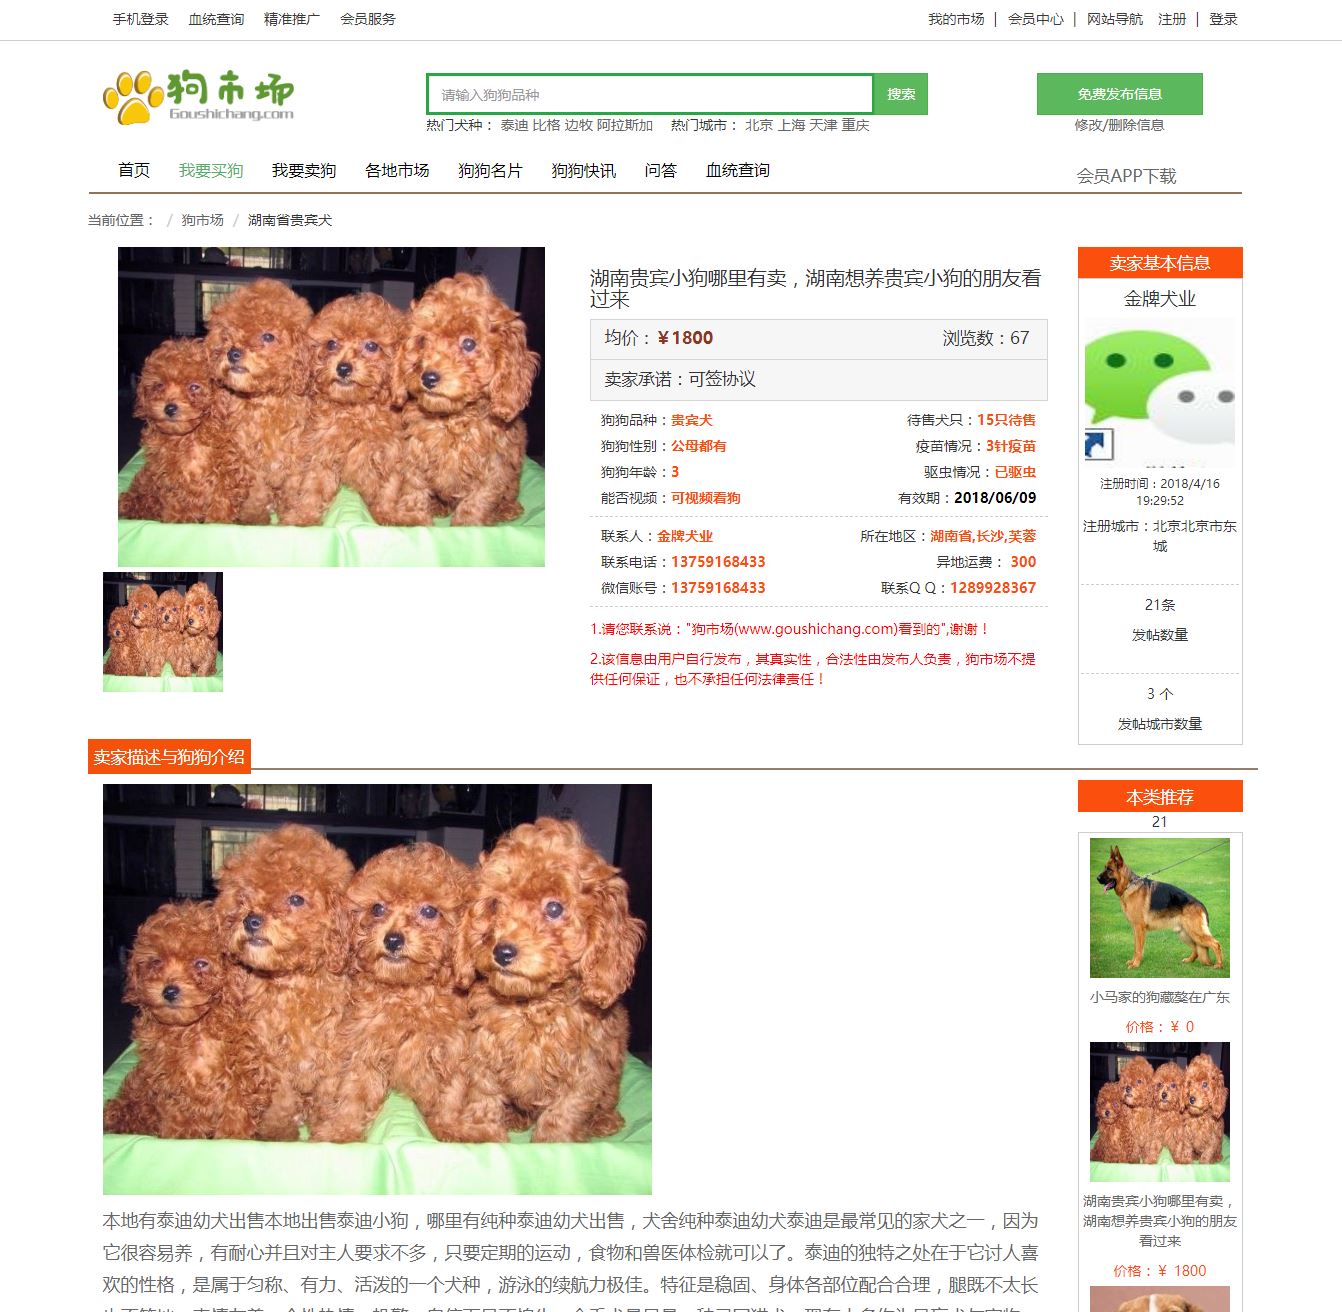 手机登录 血统查询 精准推广 会员服务
我的市场 | 会员中心 | 网站导航 注册 | 登录
狗市场
Goushichang.com
请输入狗狗品种
搜索
免费发布信息
热门犬种： 泰迪 比格 边牧 阿拉斯加 热门城市： 北京 上海 天津 重庆
修改/删除信息
首页 我要买狗 我要卖狗 各地市场 狗狗名片 狗狗快讯 问答 血统查询
会员APP下载
当前位置： / 狗市场 / 湖南省贵宾犬
湖南贵宾小狗哪里有卖，湖南想养贵宾小狗的朋友看
过来
均价：￥1800 浏览数：67
卖家承诺：可签协议
狗狗品种：贵宾犬 待售犬只：15只待售
狗狗性别：公母都有 疫苗情况：3针疫苗
狗狗年龄：3 驱虫情况：已驱虫
能否视频：可视频看狗 有效期：2018/06/09
联系人：金牌犬业 所在地区：湖南省,长沙,芙蓉
联系电话：13759168433 异地运费： 300
微信账号：13759168433 联系Q Q：1289928367
1.请您联系说："狗市场(www.goushichang.com)看到的",谢谢！
2.该信息由用户自行发布，其真实性，合法性由发布人负责，狗市场不提
供任何保证，也不承担任何法律责任！
卖家基本信息
金牌犬业
注册时间：2018/4/16
19:29:52
注册城市：北京北京市东
城
21条
发帖数量
3 个
发帖城市数量
卖家描述与狗狗介绍
本地有泰迪幼犬出售本地出售泰迪小狗，哪里有纯种泰迪幼犬出售，犬舍纯种泰迪幼犬泰迪是最常见的家犬之一，因为
它很容易养，有耐心并且对主人要求不多，只要定期的运动，食物和兽医体检就可以了。泰迪的独特之处在于它讨人喜
欢的性格，是属于匀称、有力、活泼的一个犬种，游泳的续航力极佳。特征是稳固、身体各部位配合合理，腿既不太长
本类推荐
21
小马家的狗藏獒在广东
价格：￥ 0
湖南贵宾小狗哪里有卖，
湖南想养贵宾小狗的朋友
看过来
价格：￥ 1800